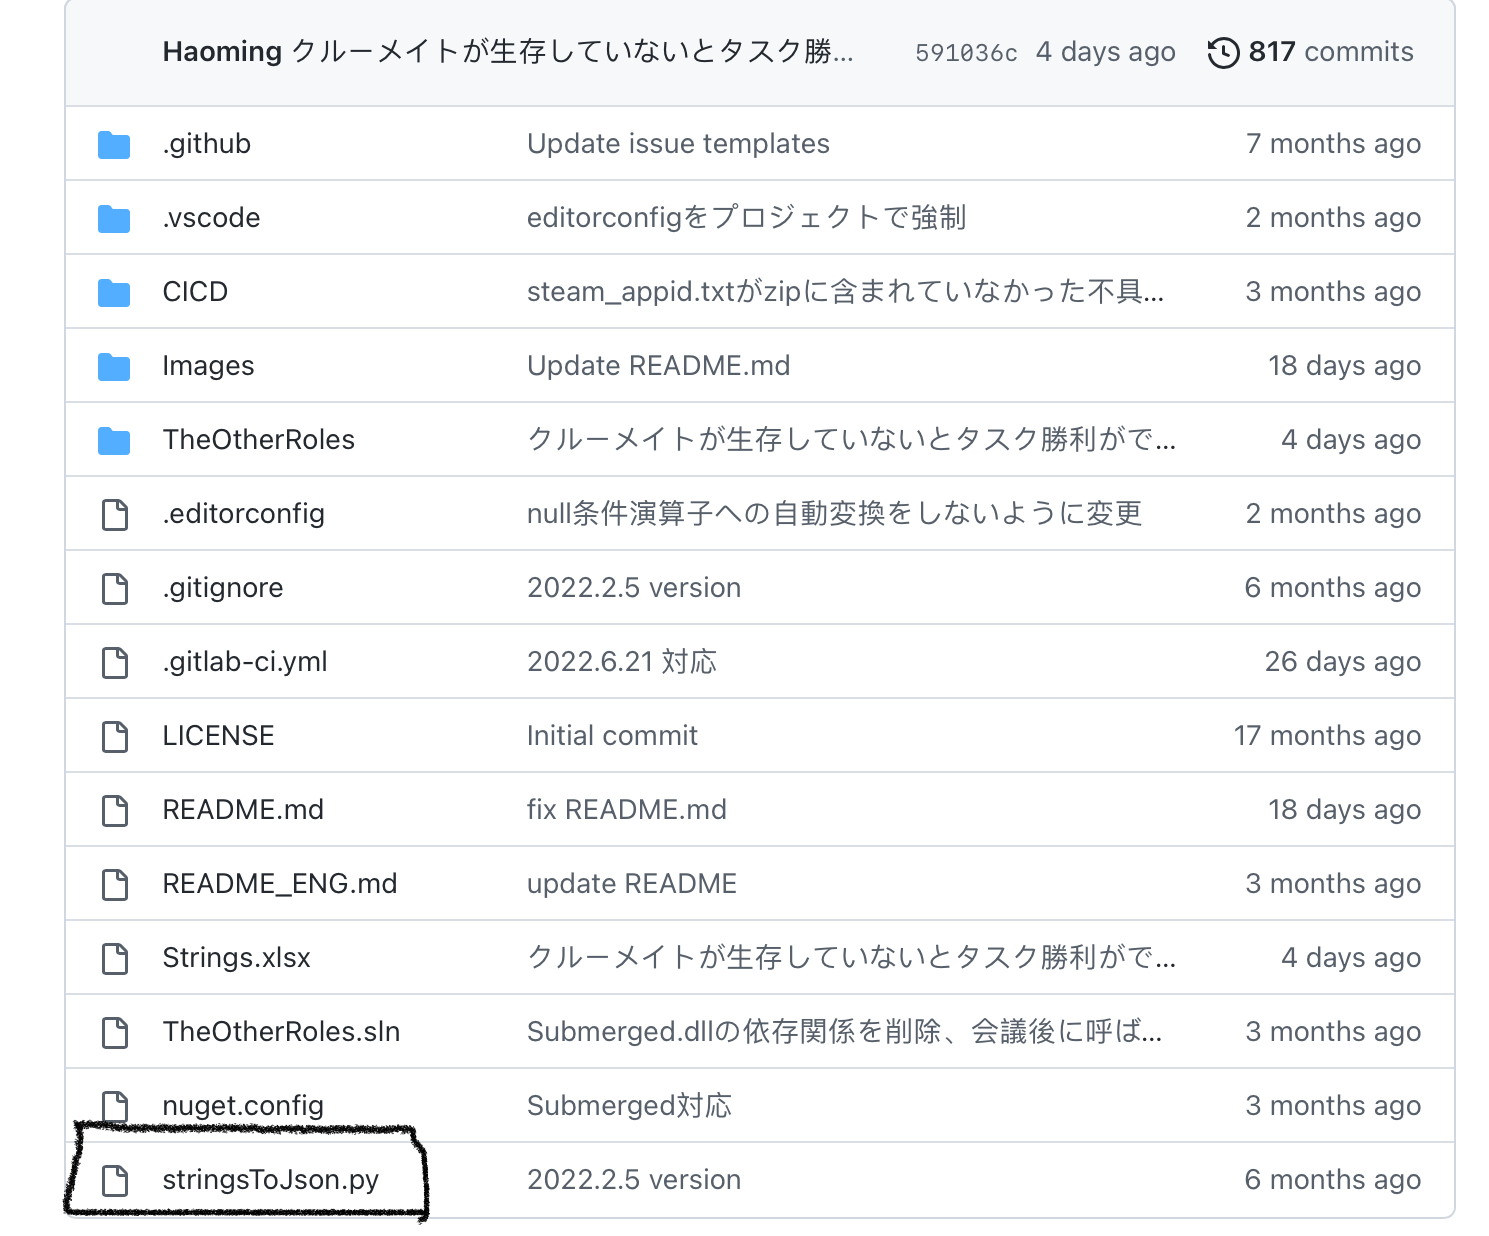 Haoming クルーメイトが生存していないとタスク勝... 591036c 4 days ago 817 commits
.github Update issue templates 7 months ago
.vscode editorconfigをプロジェクトで強制 2 months ago
CICD steam_appid.txtがzipに含まれていなかった不具... 3 months ago
Images Update README.md 18 days ago
TheOtherRoles クルーメイトが生存していないとタスク勝利がで... 4 days ago
.editorconfig null条件演算子への自動変換をしないように変更 2 months ago
.gitignore 2022.2.5 version 6 months ago
.gitlab-ci.yml 2022.6.21 対応 26 days ago
LICENSE Initial commit 17 months ago
README.md fix README.md 18 days ago
README_ENG.md update README 3 months ago
Strings.xlsx クルーメイトが生存していないとタスク勝利がで... 4 days ago
TheOtherRoles.sln Submerged.dllの依存関係を削除、会議後に呼ば... 3 months ago
nuget.config Submerged対応 3 months ago
stringsToJson.py 2022.2.5 version 6 months ago